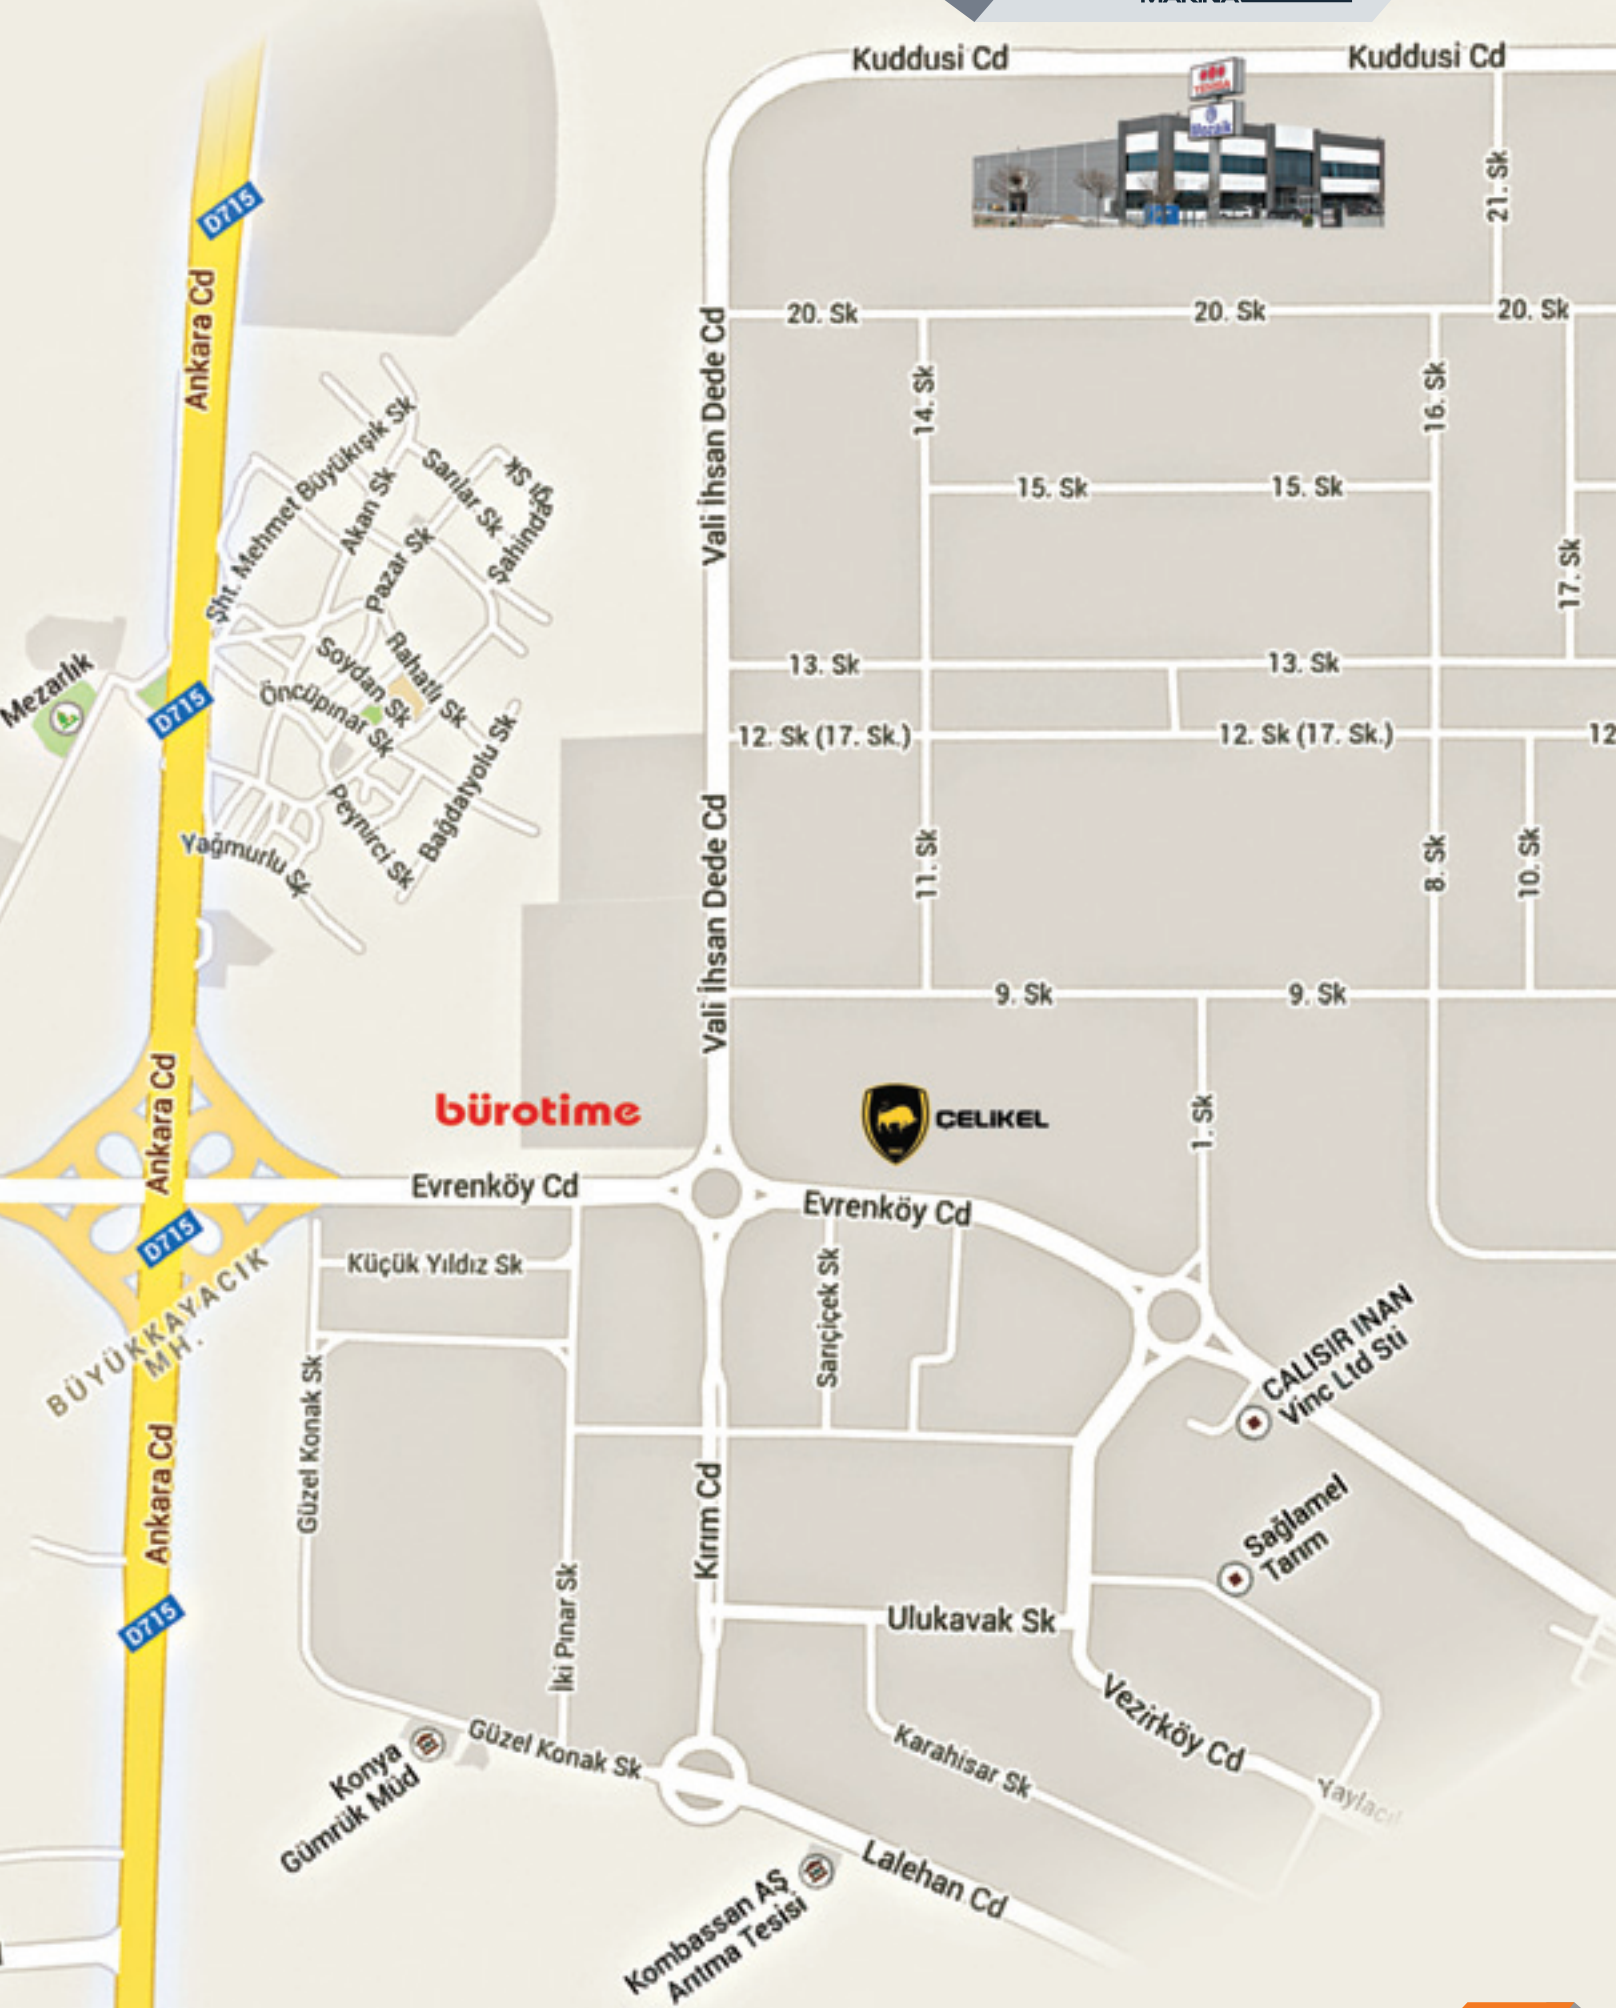 Kuddusi Cd
Kuddusi Cd
TEKNİKA
Mozaik
D715
21. Sk
Ankara Cd
20. Sk
20. Sk
20. Sk
Vali İhsan Dede Cd
14. Sk
16. Sk
Şht. Mehmet Büyükışık Sk
Akan Sk
Sarılar Sk
Şahindağı Sk
Pazar Sk
15. Sk
15. Sk
17. Sk
Mezarlık
D715
Soydan Sk
Rahatlı Sk
Öncüpınar Sk
13. Sk
13. Sk
12. Sk (17. Sk.)
12. Sk (17. Sk.)
12
Bağdatyolu Sk
Peynirci Sk
Yağmurlu Sk
Vali İhsan Dede Cd
11. Sk
8. Sk
10. Sk
9. Sk
9. Sk
Ankara Cd
bürotime
ÇELIKEL
1. Sk
Evrenköy Cd
Evrenköy Cd
D715
BÜYÜKKAYACIK
MH.
Küçük Yıldız Sk
Sarıçiçek Sk
CALISIR INAN
Vinc Ltd Sti
Güzel Konak Sk
Ankara Cd
Kırım Cd
Sağlamel
Tarım
D715
İki Pınar Sk
Ulukavak Sk
Vezirköy Cd
Güzel Konak Sk
Karahisar Sk
Konya
Gümrük Müd
Lalehan Cd
Kombassan AŞ
Arıtma Tesisi